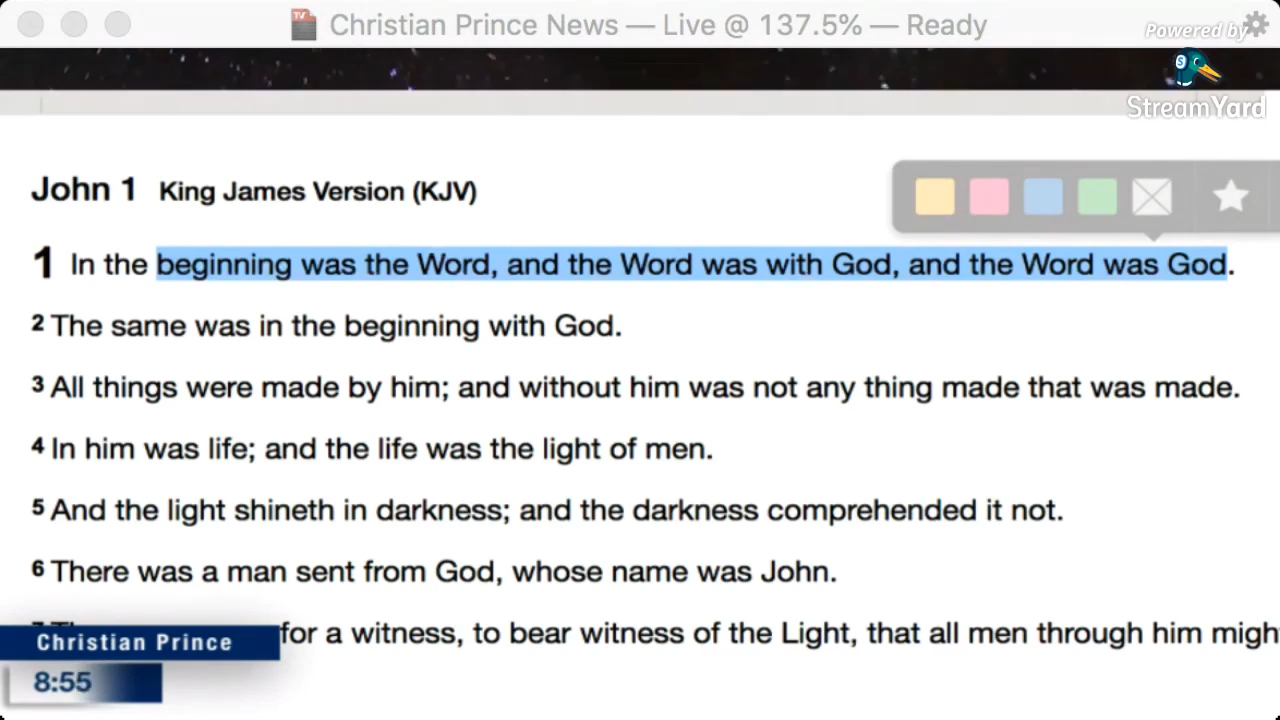 Christian Prince News — Live @ 137.5% — Ready
Powered by
StreamYard
John 1 King James Version (KJV)
1 In the beginning was the Word, and the Word was with God, and the Word was God.
2 The same was in the beginning with God.
3 All things were made by him; and without him was not any thing made that was made.
4 In him was life; and the life was the light of men.
5 And the light shineth in darkness; and the darkness comprehended it not.
6 There was a man sent from God, whose name was John.
for a witness, to bear witness of the Light, that all men through him
Christian Prince
8:55